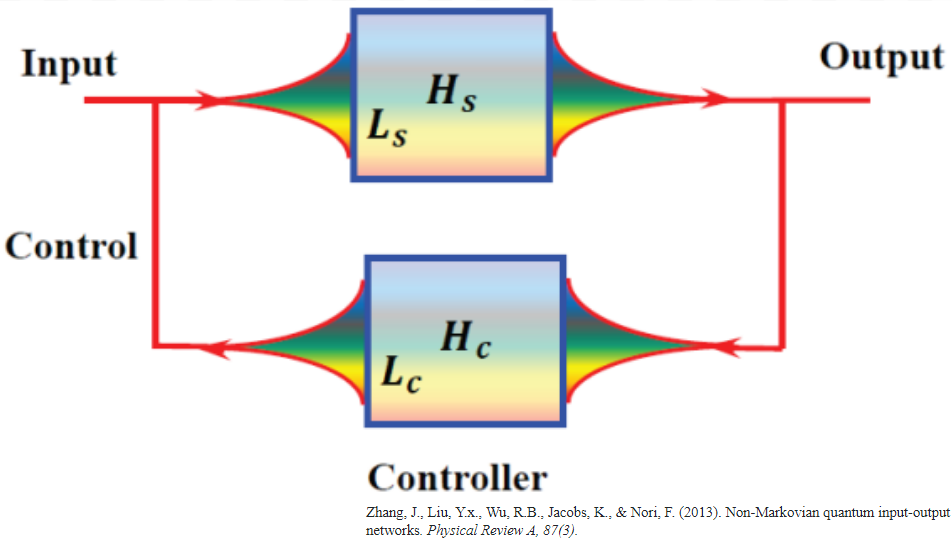 Input
Output
H_s
L_s
Control
H_c
L_c
Controller
Zhang, J., Liu, Y.x., Wu, R.B., Jacobs, K., & Nori, F. (2013). Non-Markovian quantum input-output
networks. Physical Review A, 87(3).